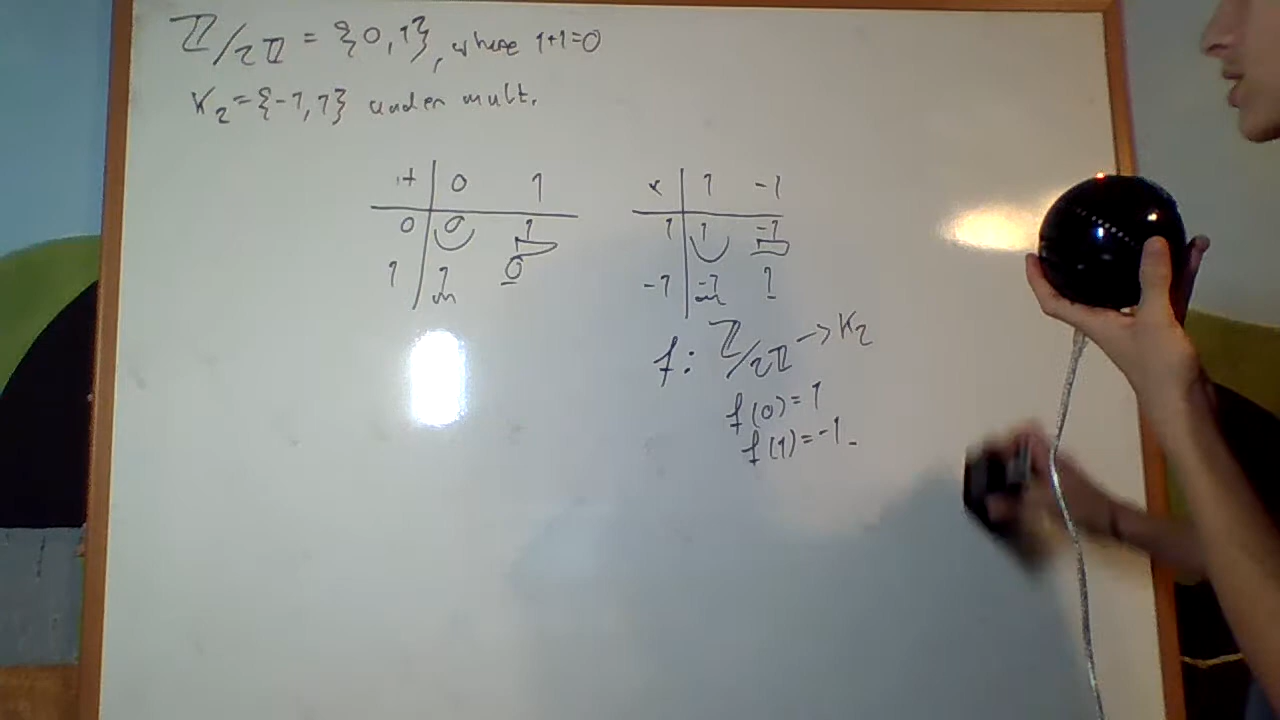 ℤ/2ℤ = {0,1}, where 1+1=0
K₂={-1,1} under mult.
+ | 0 1
0 | 0 1
1 | 1 0
x | 1 -1
1 | 1 -1
-1 | -1 1
f: ℤ/2ℤ → K₂
f(0)=1
f(1)=-1